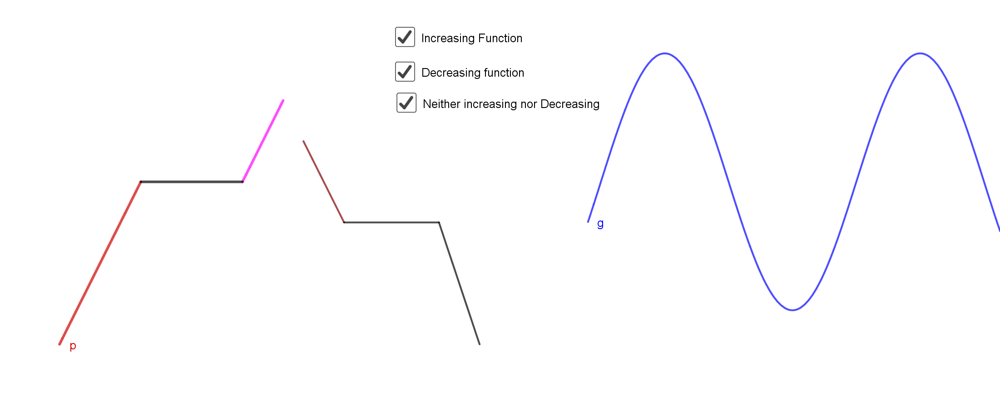 Increasing Function
Decreasing function
Neither increasing nor Decreasing
g
p